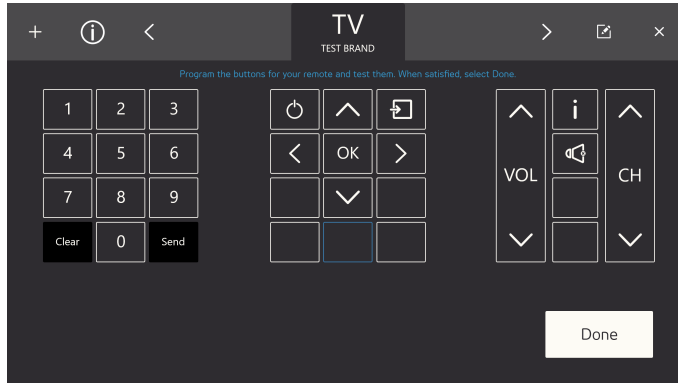 TV
TEST BRAND
Program the buttons for your remote and test them. When satisfied, select Done.
1 2 3
4 5 6
7 8 9
Clear 0 Send
OK
VOL
i
CH
Done